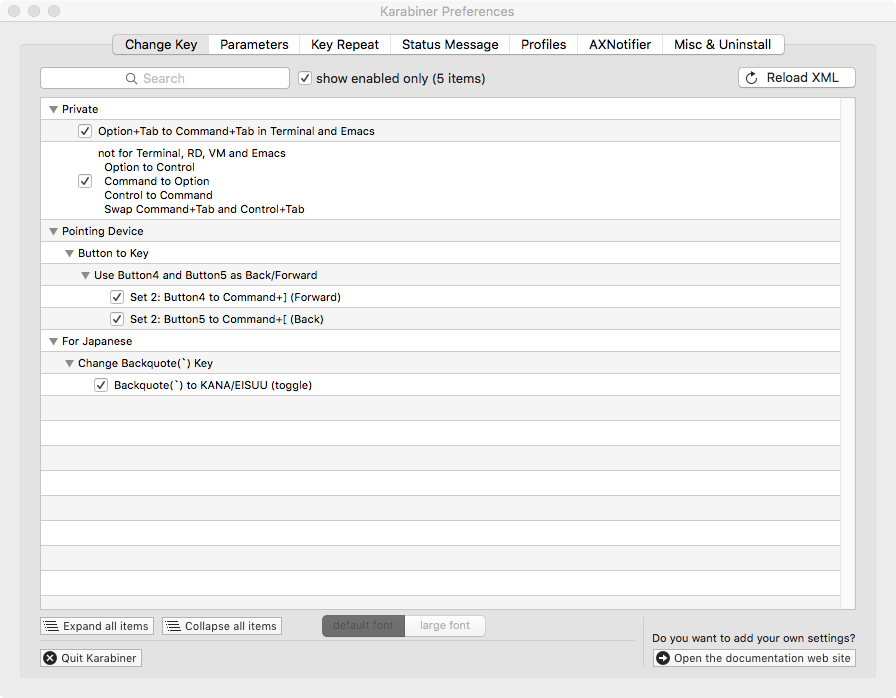 Karabiner Preferences
Change Key Parameters Key Repeat Status Message Profiles AXNotifier Misc & Uninstall
Search show enabled only (5 items) Reload XML
Private
Option+Tab to Command+Tab in Terminal and Emacs
not for Terminal, RD, VM and Emacs
Option to Control
Command to Option
Control to Command
Swap Command+Tab and Control+Tab
Pointing Device
Button to Key
Use Button4 and Button5 as Back/Forward
Set 2: Button4 to Command+] (Forward)
Set 2: Button5 to Command+[ (Back)
For Japanese
Change Backquote(`) Key
Backquote(`) to KANA/EISUU (toggle)
Expand all items Collapse all items default font large font
Do you want to add your own settings?
Quit Karabiner Open the documentation web site